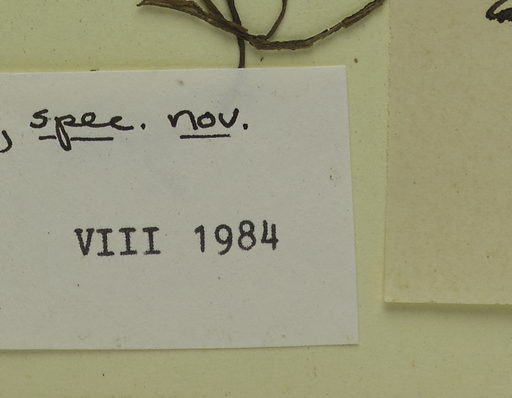 , spec. nov.
VIII 1984